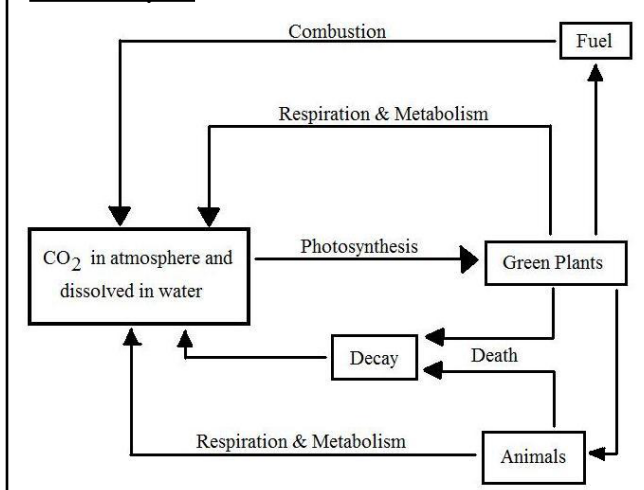 Combustion
Fuel
Respiration & Metabolism
CO2 in atmosphere and
dissolved in water
Photosynthesis
Green Plants
Decay
Death
Respiration & Metabolism
Animals